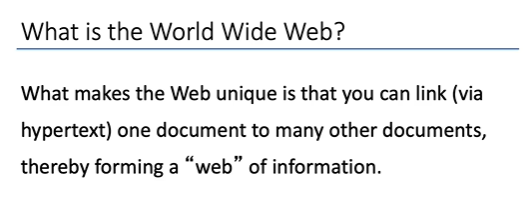 What is the World Wide Web?
What makes the Web unique is that you can link (via
hypertext) one document to many other documents,
thereby forming a “web” of information.